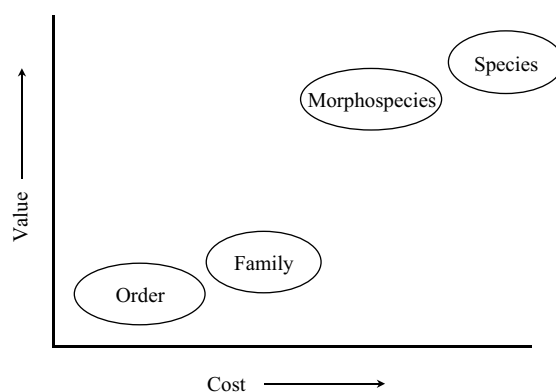 Species
Morphospecies
Value
Family
Order
Cost